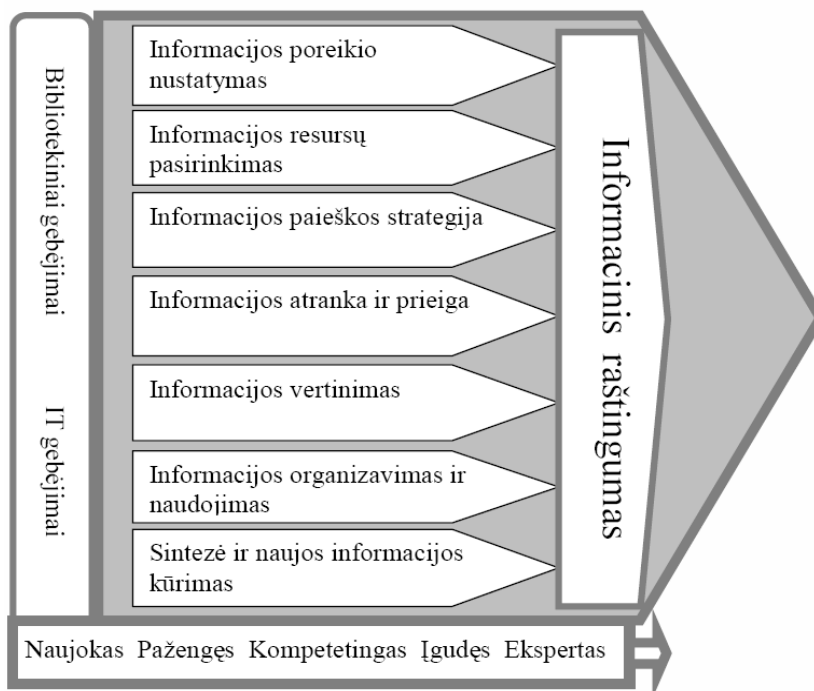 Bibliotekiniai gebėjimai
IT gebėjimai
Informacijos poreikio
nustatymas
Informacijos resursų
pasirinkimas
Informacijos paieškos strategija
Informacijos atranka ir prieiga
Informacijos vertinimas
Informacijos organizavimas ir
naudojimas
Sintezė ir naujos informacijos
kūrimas
Informacinis raštingumas
Naujokas Pažengęs Kompetetingas Įgudęs Ekspertas